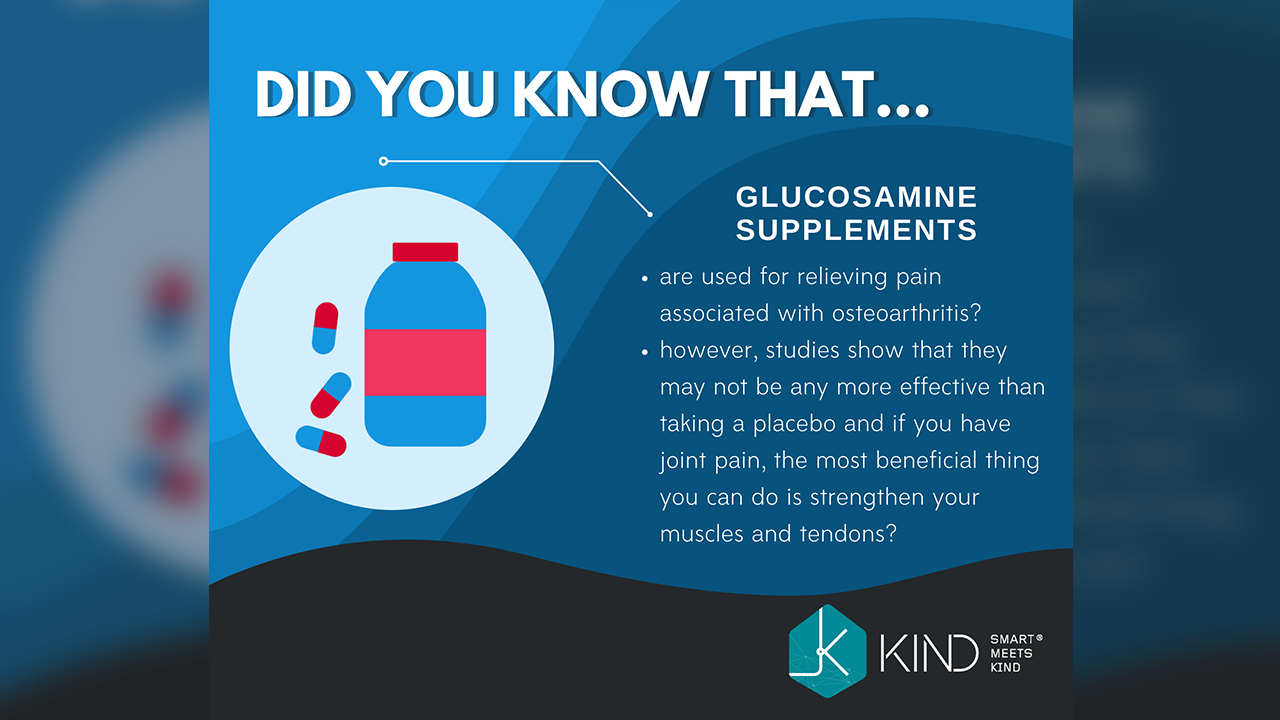 DID YOU KNOW THAT...
GLUCOSAMINE
SUPPLEMENTS
• are used for relieving pain
associated with osteoarthritis?
• however, studies show that they
may not be any more effective than
taking a placebo and if you have
joint pain, the most beneficial thing
you can do is strengthen your
muscles and tendons?
K
KIND
SMART®
MEETS
KIND